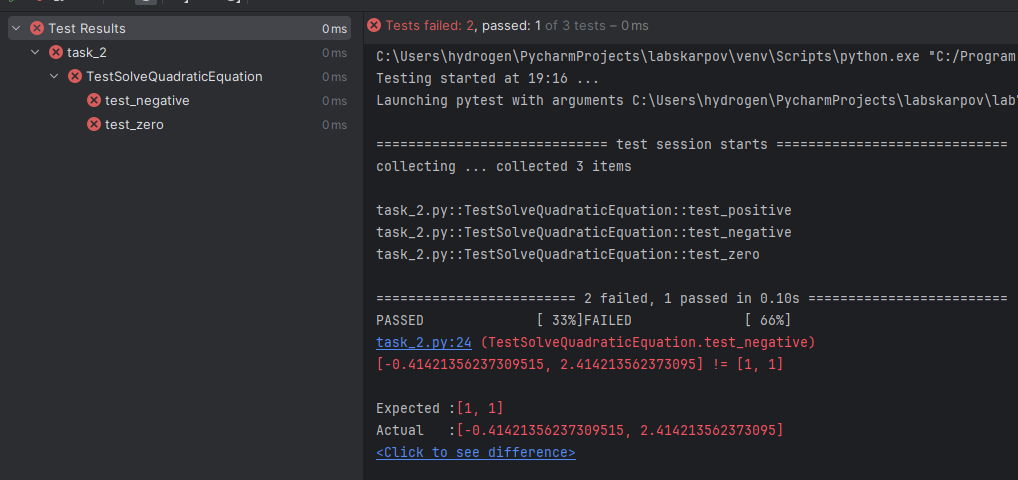 Test Results 0 ms
task_2 0 ms
TestSolveQuadraticEquation 0 ms
test_negative 0 ms
test_zero 0 ms
Tests failed: 2, passed: 1 of 3 tests – 0 ms
C:\Users\hydrogen\PycharmProjects\labskarpov\venv\Scripts\python.exe "C:/Program
Testing started at 19:16 ...
Launching pytest with arguments C:\Users\hydrogen\PycharmProjects\labskarpov\lab
============================= test session starts =============================
collecting ... collected 3 items
task_2.py::TestSolveQuadraticEquation::test_positive
task_2.py::TestSolveQuadraticEquation::test_negative
task_2.py::TestSolveQuadraticEquation::test_zero
========================= 2 failed, 1 passed in 0.10s =========================
PASSED [ 33%]FAILED [ 66%]
task_2.py:24 (TestSolveQuadraticEquation.test_negative)
[-0.41421356237309515, 2.414213562373095] != [1, 1]
Expected :[1, 1]
Actual :[-0.41421356237309515, 2.414213562373095]
<Click to see difference>